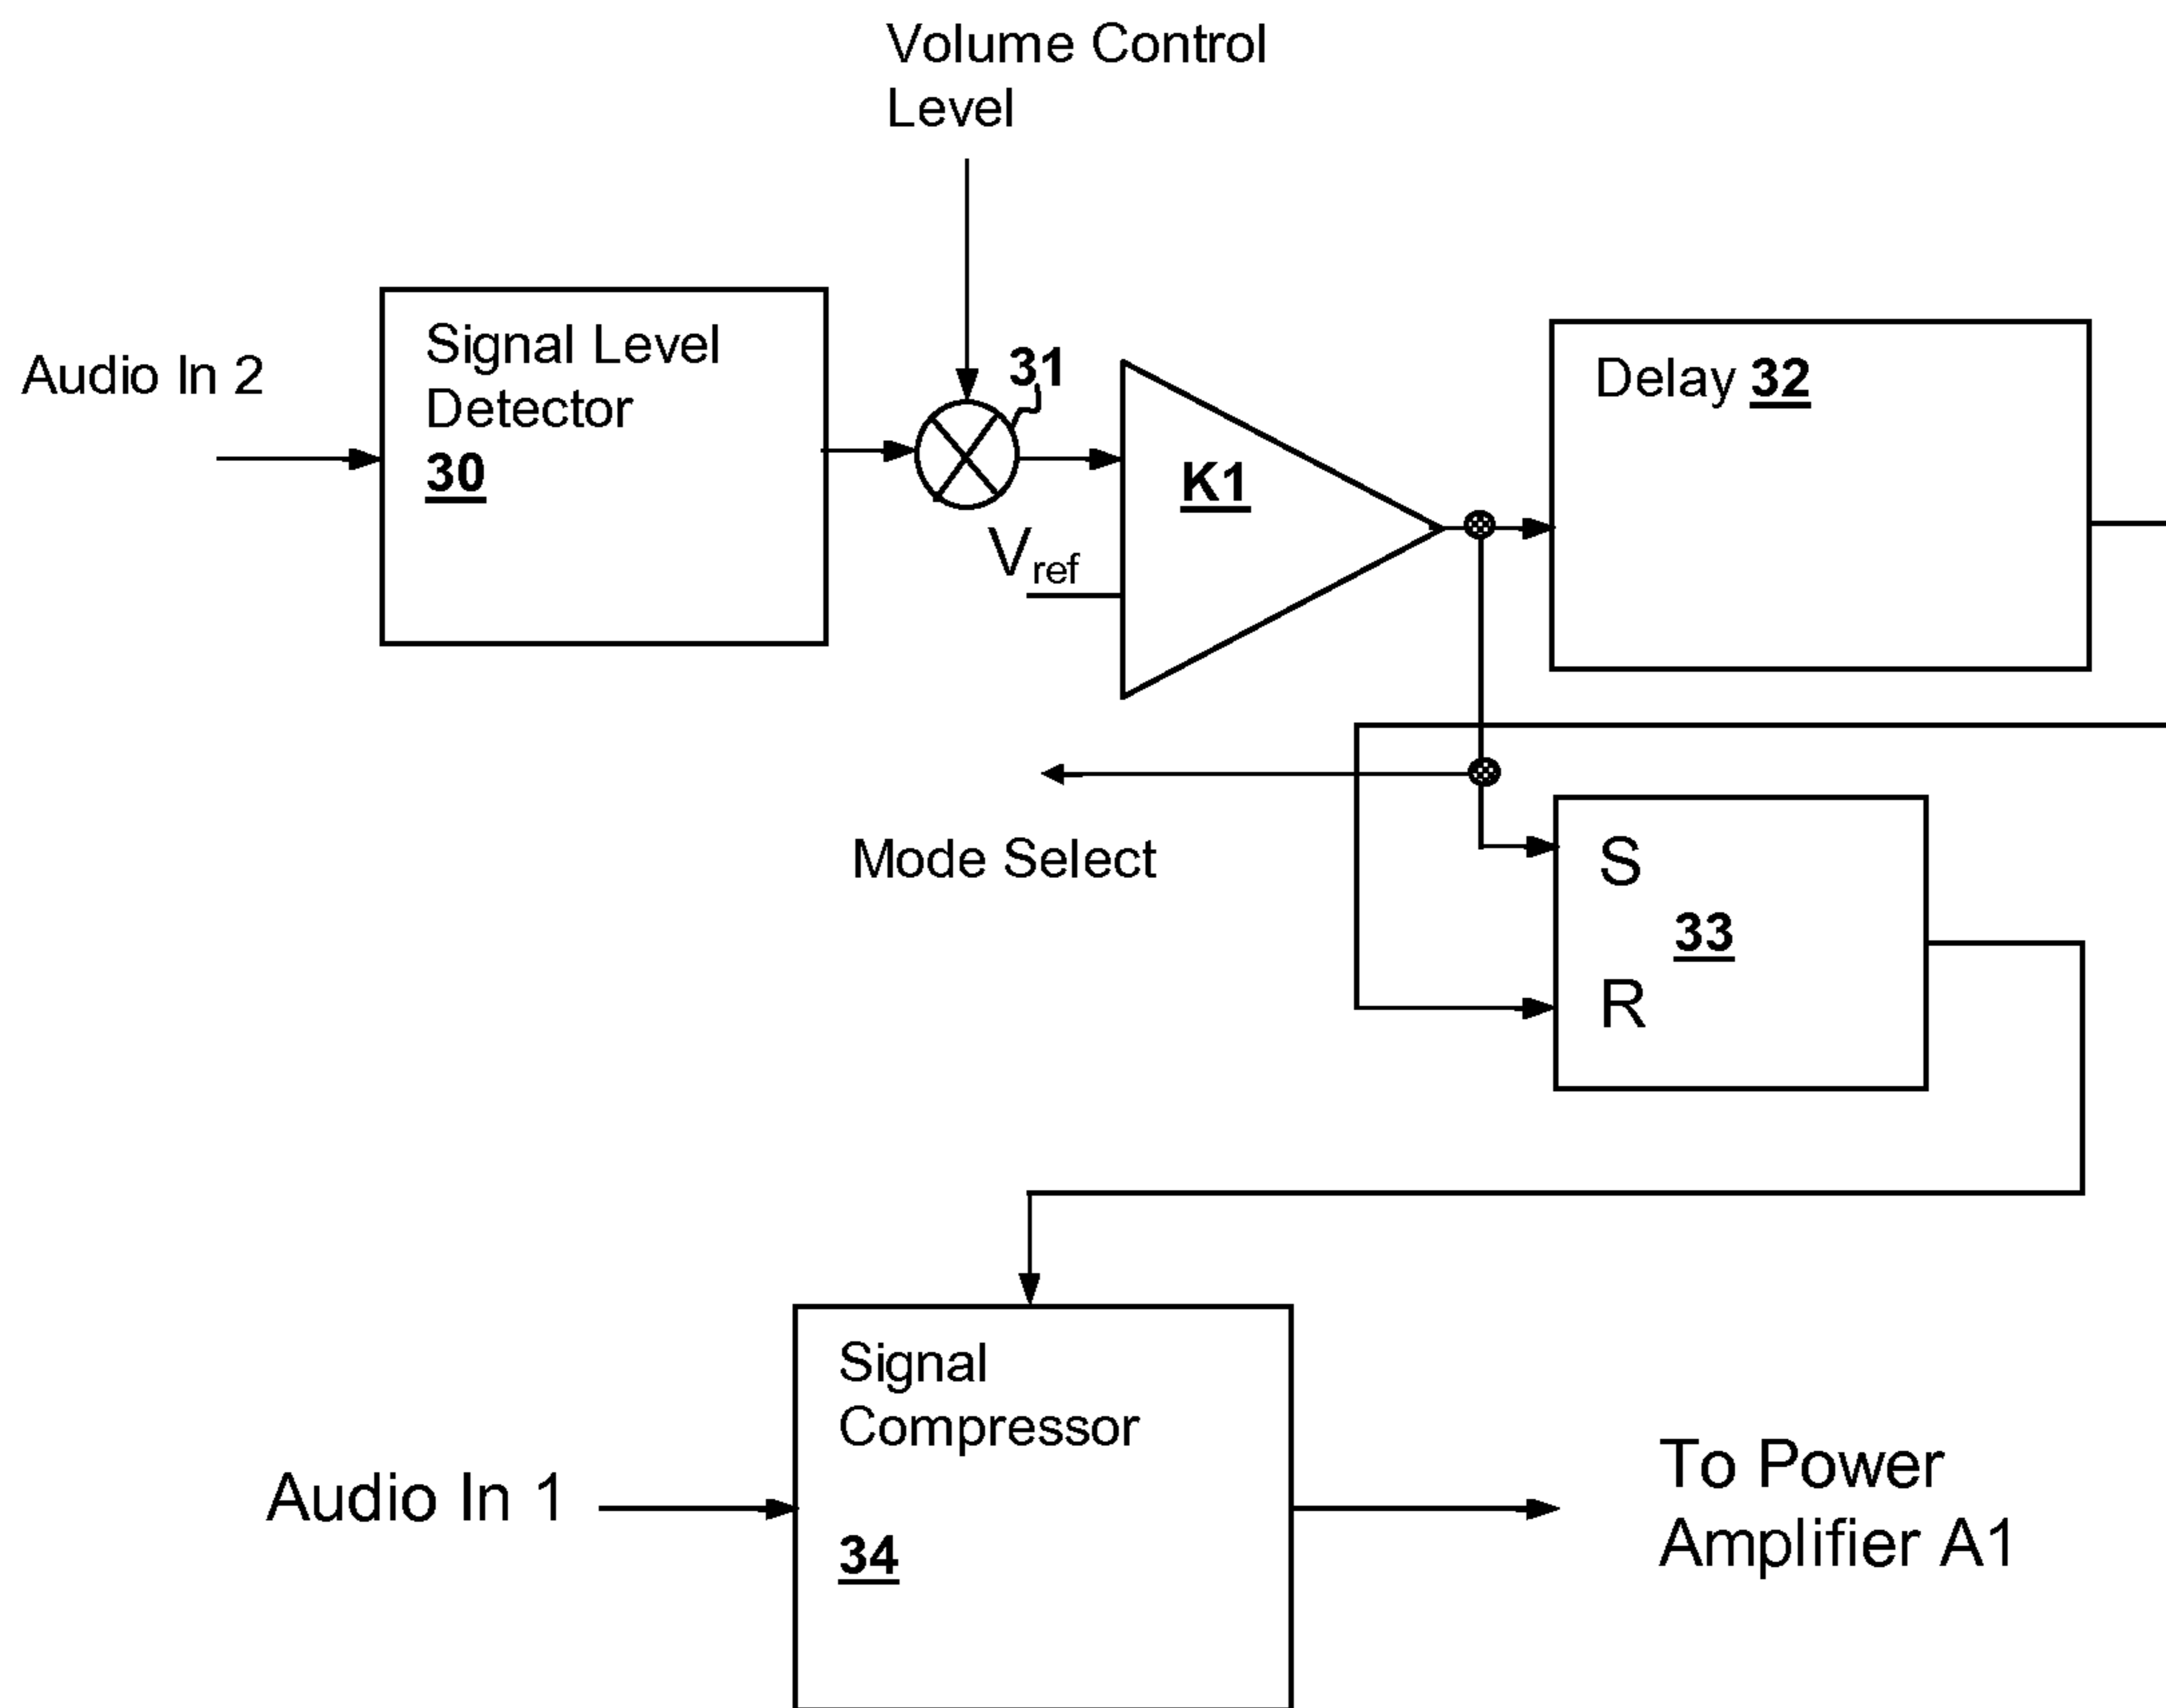 Volume Control
Level
Audio In 2
Signal Level
Detector
30
31
Vref
K1
Delay 32
Mode Select
S
33
R
Signal
Compressor
34
Audio In 1
To Power
Amplifier A1